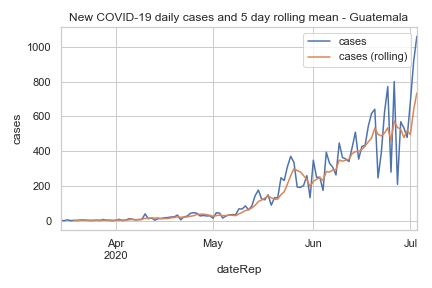 New COVID-19 daily cases and 5 day rolling mean - Guatemala
cases
cases (rolling)
1000
800
600
400
200
0
cases
Apr
2020
May
Jun
Jul
dateRep